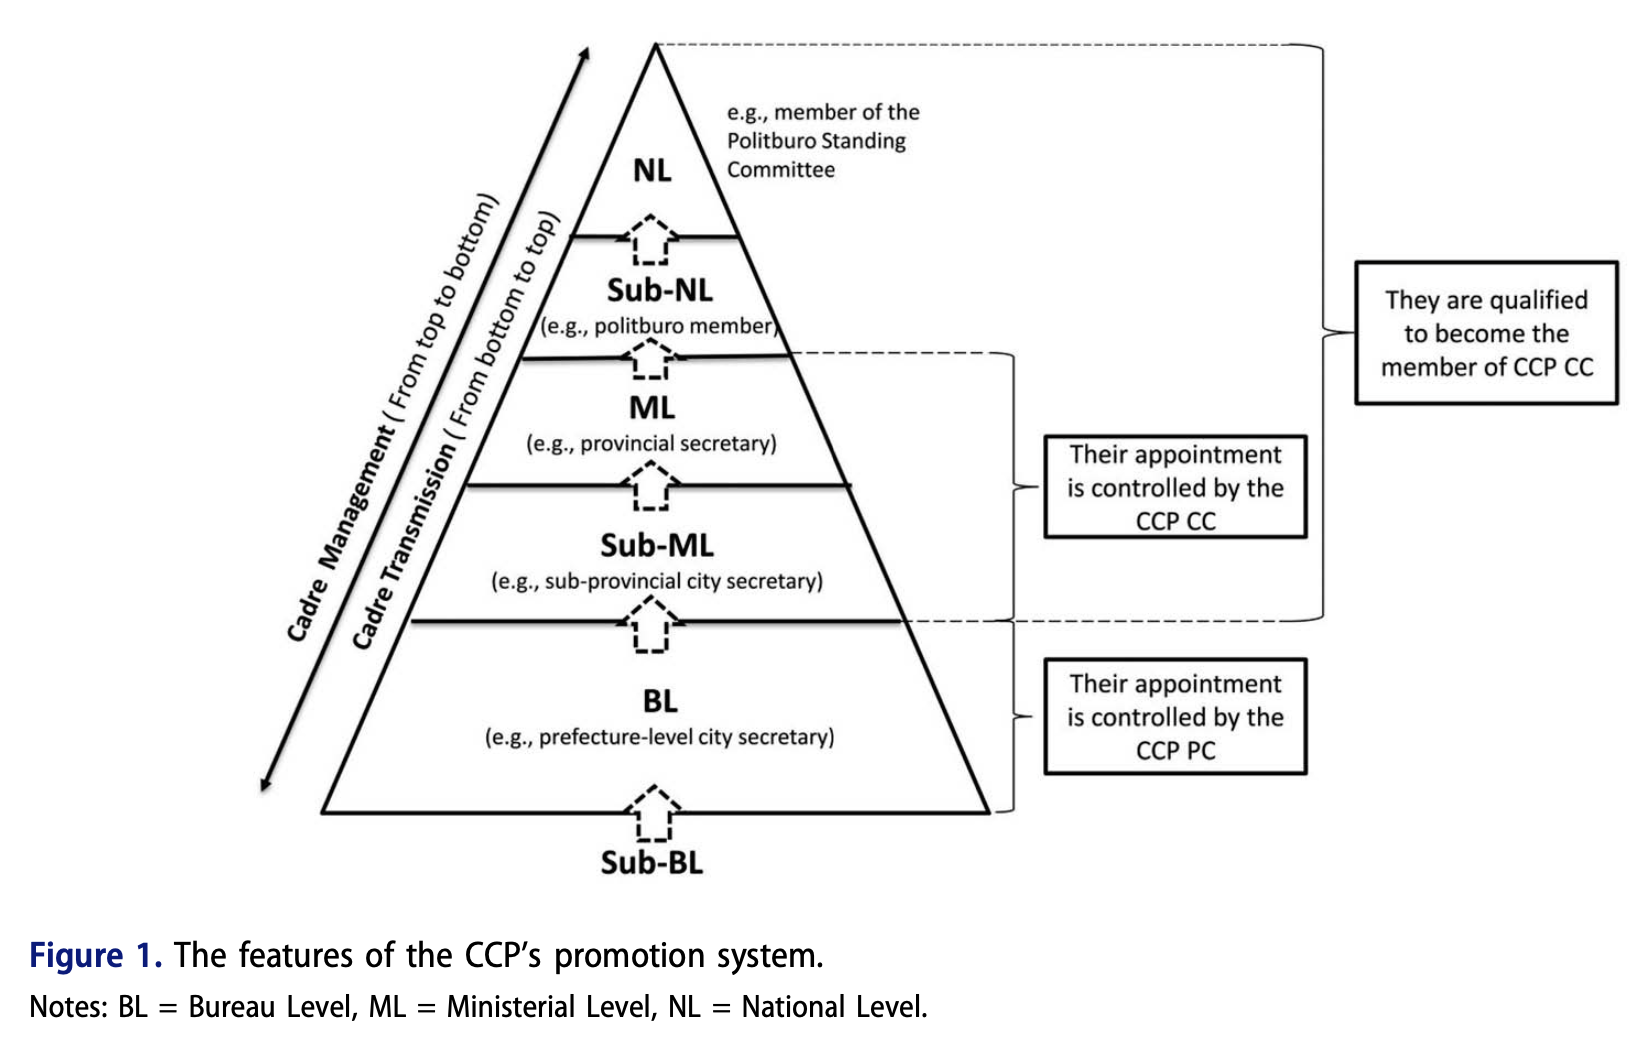 e.g., member of the
Politburo Standing
Committee
NL
Sub-NL
(e.g., politburo member)
ML
(e.g., provincial secretary)
Sub-ML
(e.g., sub-provincial city secretary)
BL
(e.g., prefecture-level city secretary)
Sub-BL
Cadre Management ( From top to bottom)
Cadre Transmission ( From bottom to top)
They are qualified
to become the
member of CCP CC
Their appointment
is controlled by the
CCP CC
Their appointment
is controlled by the
CCP PC
Figure 1. The features of the CCP’s promotion system.
Notes: BL = Bureau Level, ML = Ministerial Level, NL = National Level.